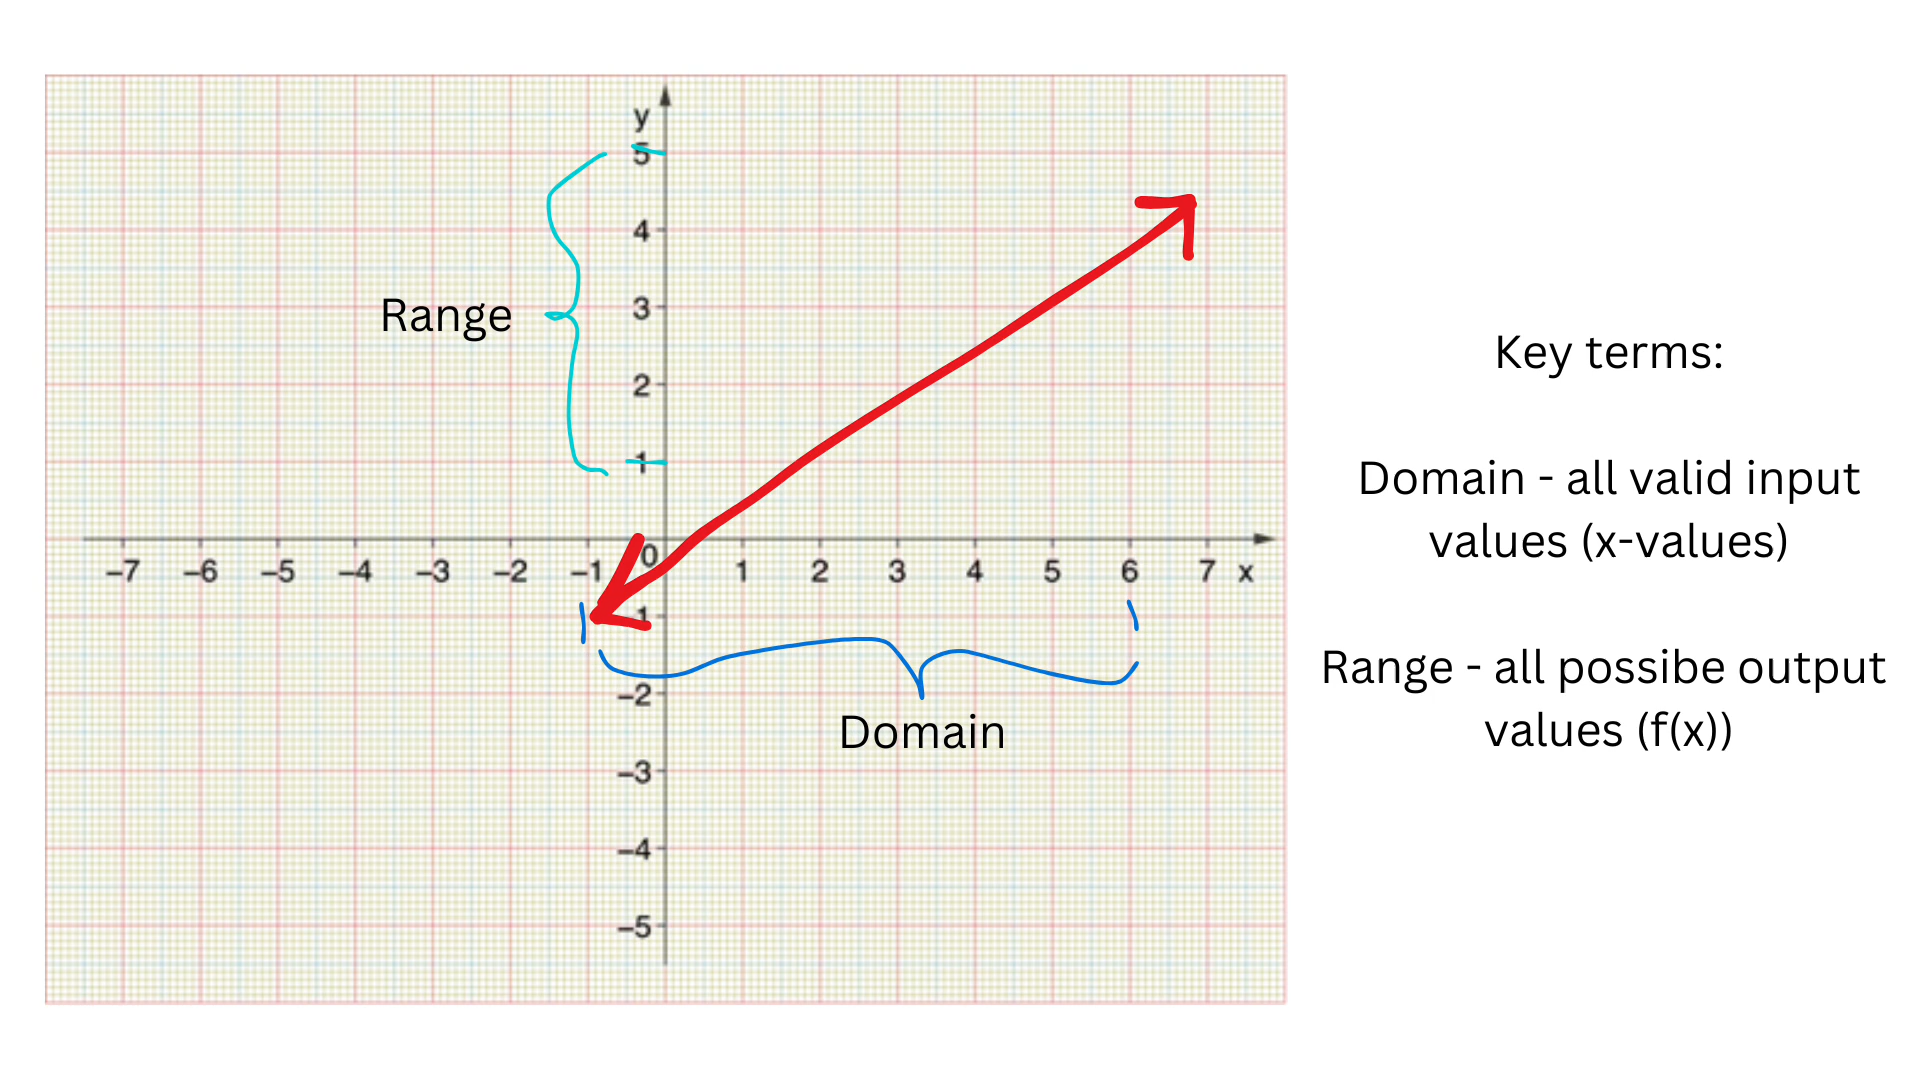 y
5
4
Range
3
2
1
0
−7 −6 −5 −4 −3 −2 −1 1 2 3 4 5 6 7 x
1
−2
Domain
−3
−4
−5
Key terms:
Domain - all valid input
values (x-values)
Range - all possibe output
values (f(x))